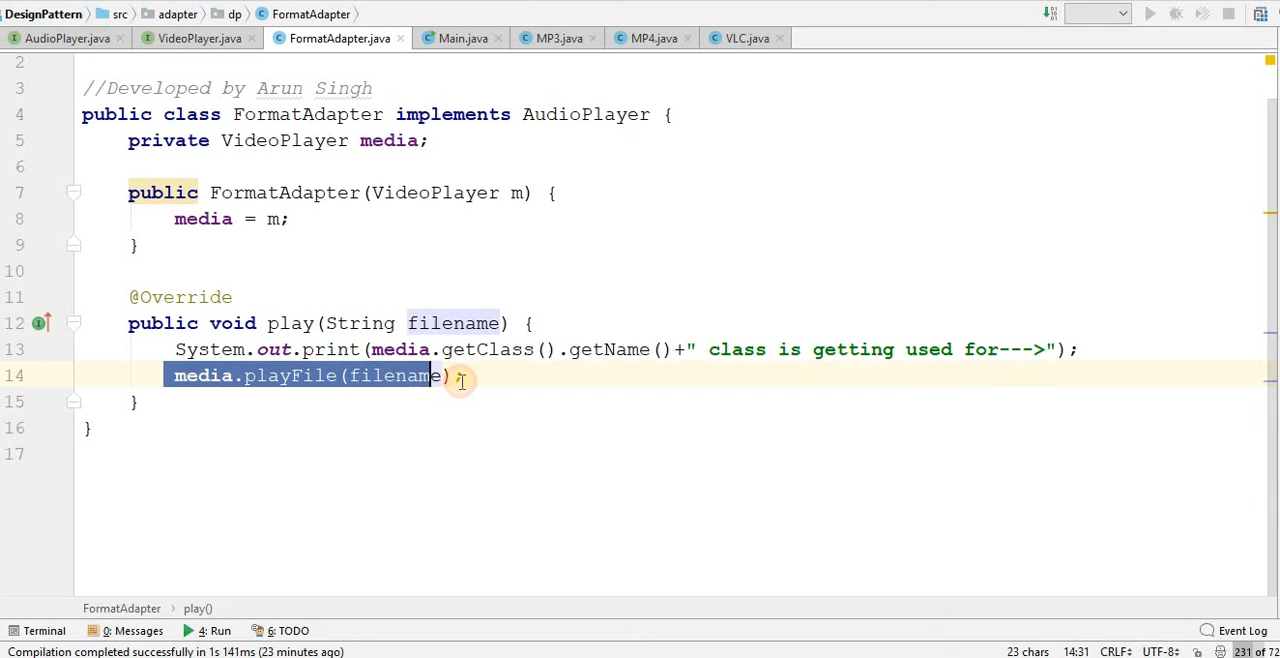 DesignPattern src adapter dp FormatAdapter
AudioPlayer.java VideoPlayer.java FormatAdapter.java Main.java MP3.java MP4.java VLC.java
2
3 //Developed by Arun Singh
4 public class FormatAdapter implements AudioPlayer {
5 private VideoPlayer media;
6
7 public FormatAdapter(VideoPlayer m) {
8 media = m;
9 }
10
11 @Override
12 public void play(String filename) {
13 System.out.print(media.getClass().getName()+" class is getting used for--->");
14 media.playFile(filename);
15 }
16 }
17
FormatAdapter play()
Terminal 0: Messages 4: Run 6: TODO Event Log
Compilation completed successfully in 1s 141ms (23 minutes ago) 23 chars 14:31 CRLF UTF-8 231 of 72